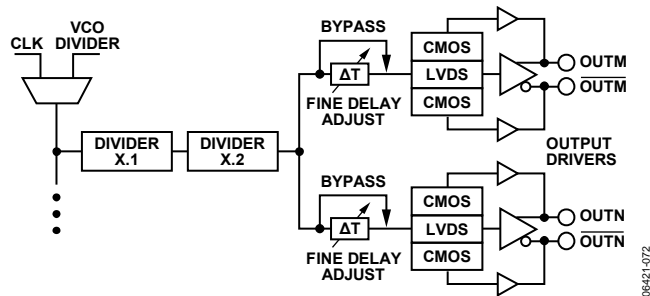 CLK
VCO
DIVIDER
DIVIDER
X.1
DIVIDER
X.2
BYPASS
ΔT
FINE DELAY
ADJUST
CMOS
LVDS
CMOS
OUTM
OUTM
OUTPUT
DRIVERS
BYPASS
ΔT
FINE DELAY
ADJUST
CMOS
LVDS
CMOS
OUTN
OUTN
06421-072